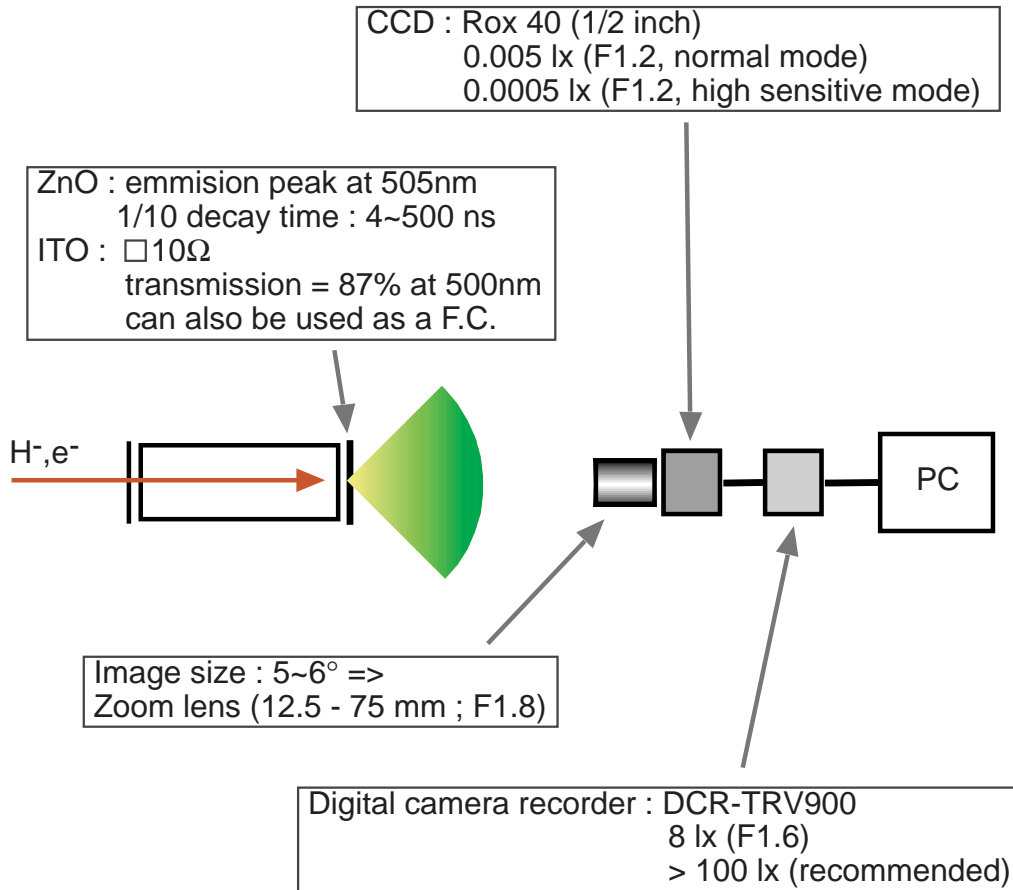 CCD : Rox 40 (1/2 inch)
0.005 lx (F1.2, normal mode)
0.0005 lx (F1.2, high sensitive mode)
ZnO : emmision peak at 505nm
1/10 decay time : 4~500 ns
ITO : □10Ω
transmission = 87% at 500nm
can also be used as a F.C.
H⁻,e⁻
PC
Image size : 5~6° =>
Zoom lens (12.5 - 75 mm ; F1.8)
Digital camera recorder : DCR-TRV900
8 lx (F1.6)
> 100 lx (recommended)